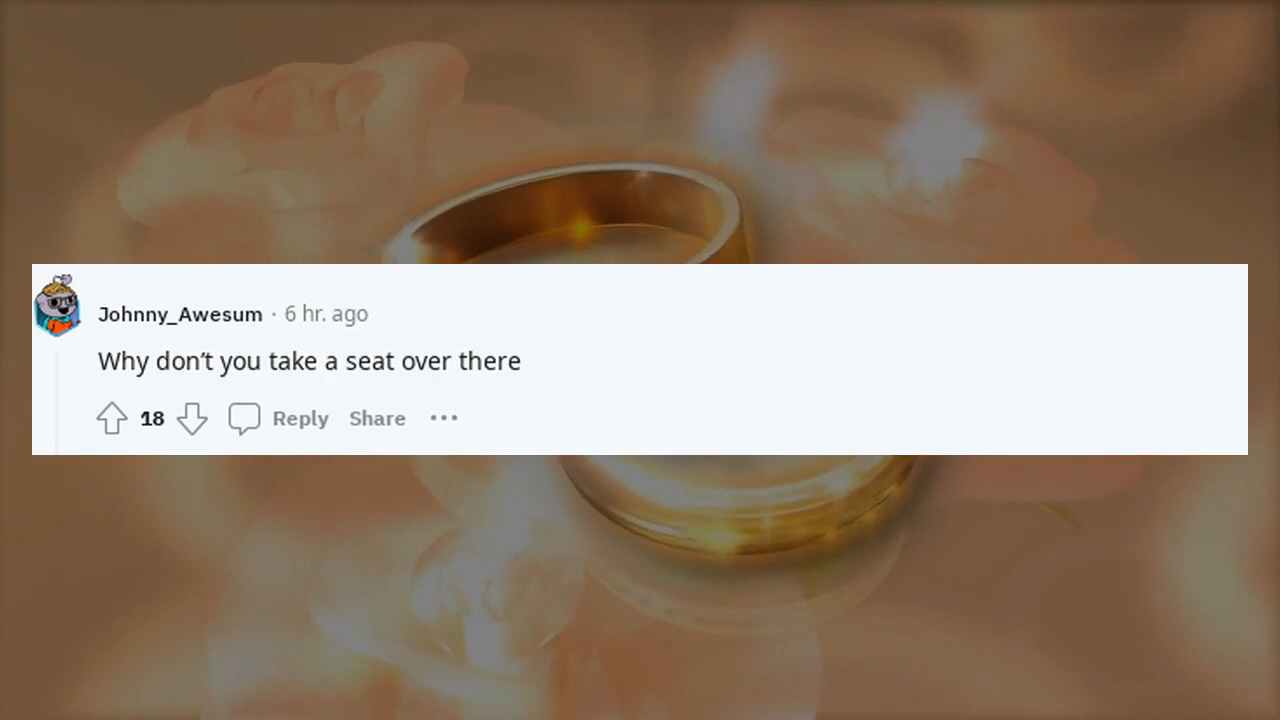 Johnny_Awesum · 6 hr. ago
Why don’t you take a seat over there
18 Reply Share ···